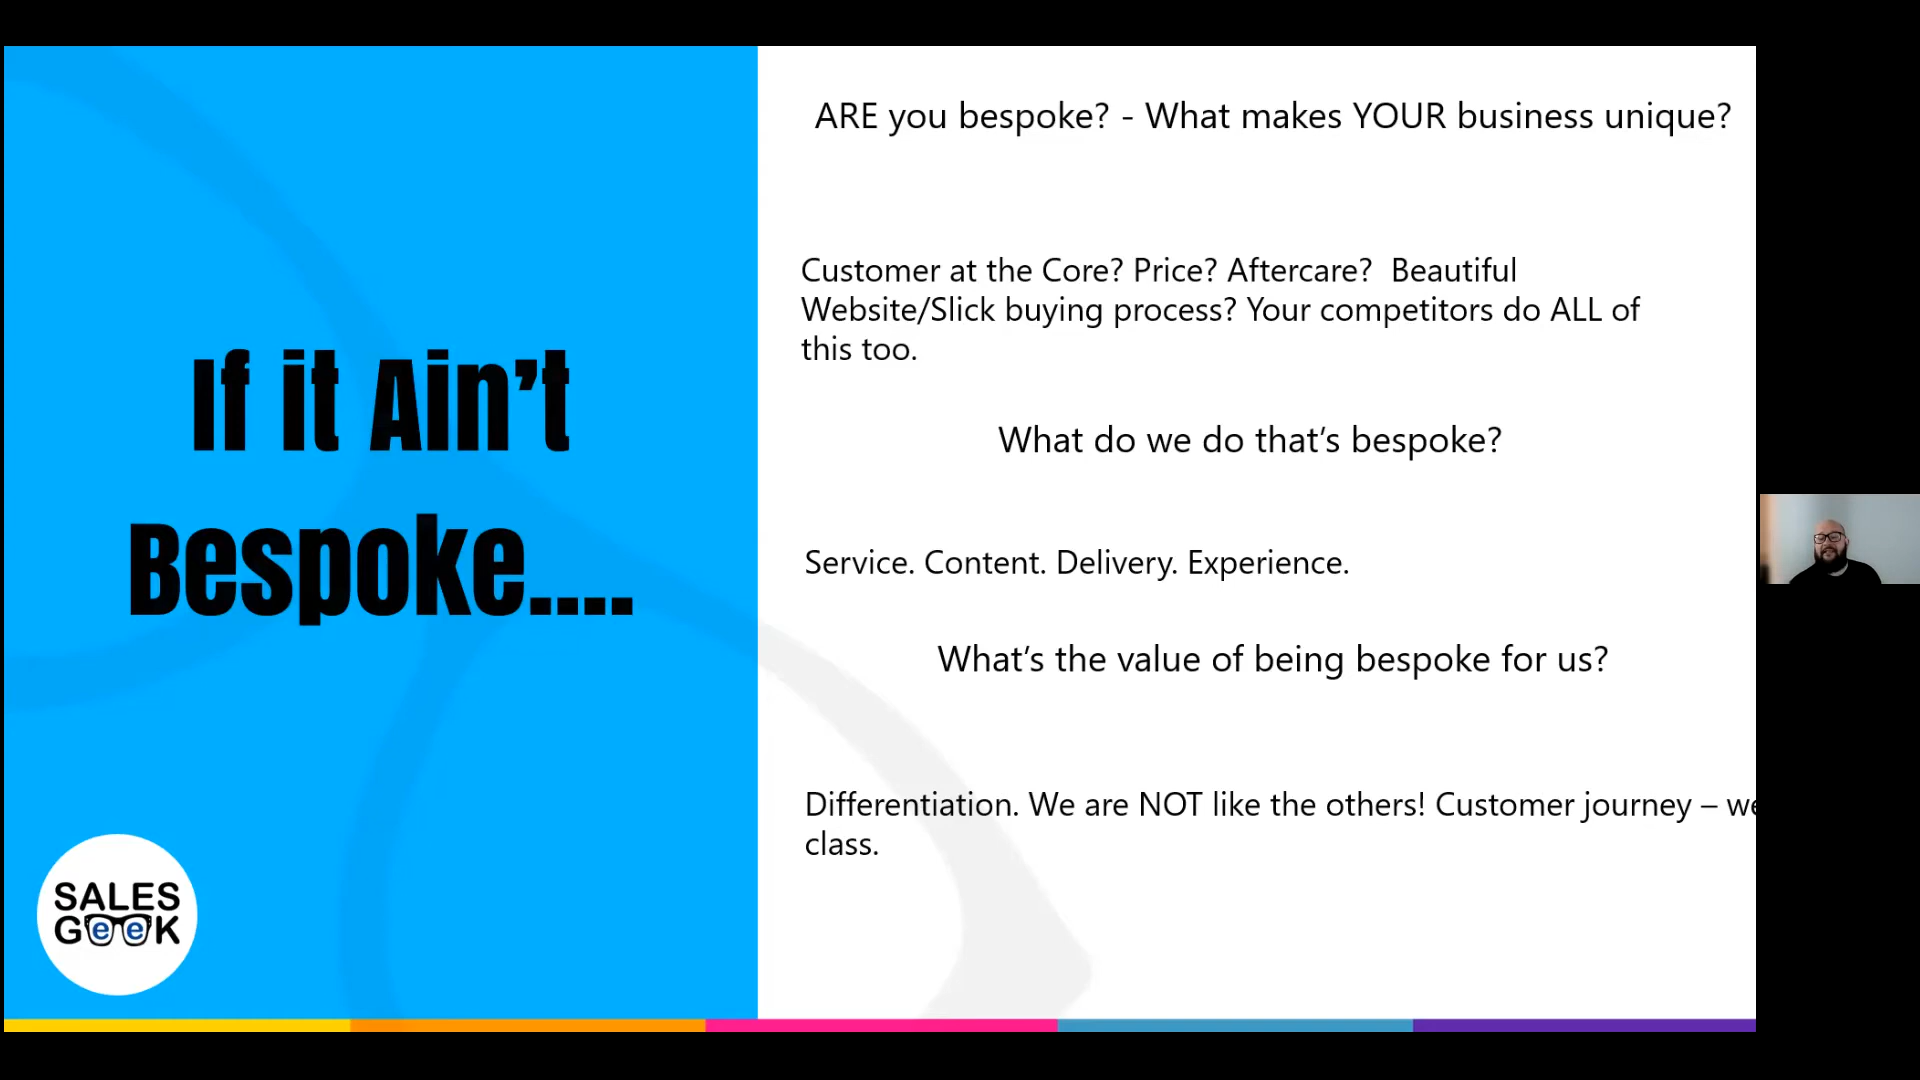 If it Ain’t
Bespoke....
SALES
GeeK
ARE you bespoke? - What makes YOUR business unique?
Customer at the Core? Price? Aftercare?  Beautiful
Website/Slick buying process? Your competitors do ALL of
this too.
What do we do that’s bespoke?
Service. Content. Delivery. Experience.
What’s the value of being bespoke for us?
Differentiation. We are NOT like the others! Customer journey –
class.